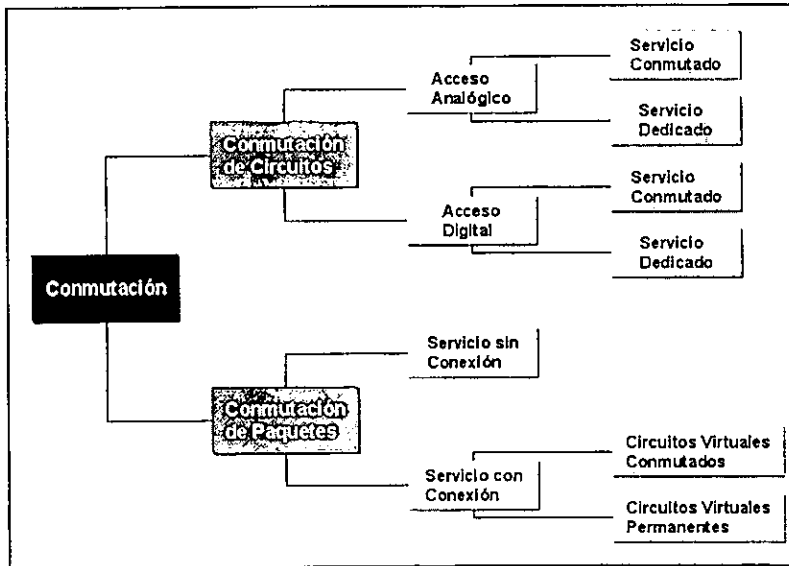 Servicio
Conmutado
Acceso
Analógico
Servicio
Dedicado
Conmutación
de Circuitos
Servicio
Conmutado
Acceso
Digital
Servicio
Dedicado
Conmutación
Servicio sin
Conexión
Conmutación
de Paquetes
Circuitos Virtuales
Conmutados
Servicio con
Conexión
Circuitos Virtuales
Permanentes